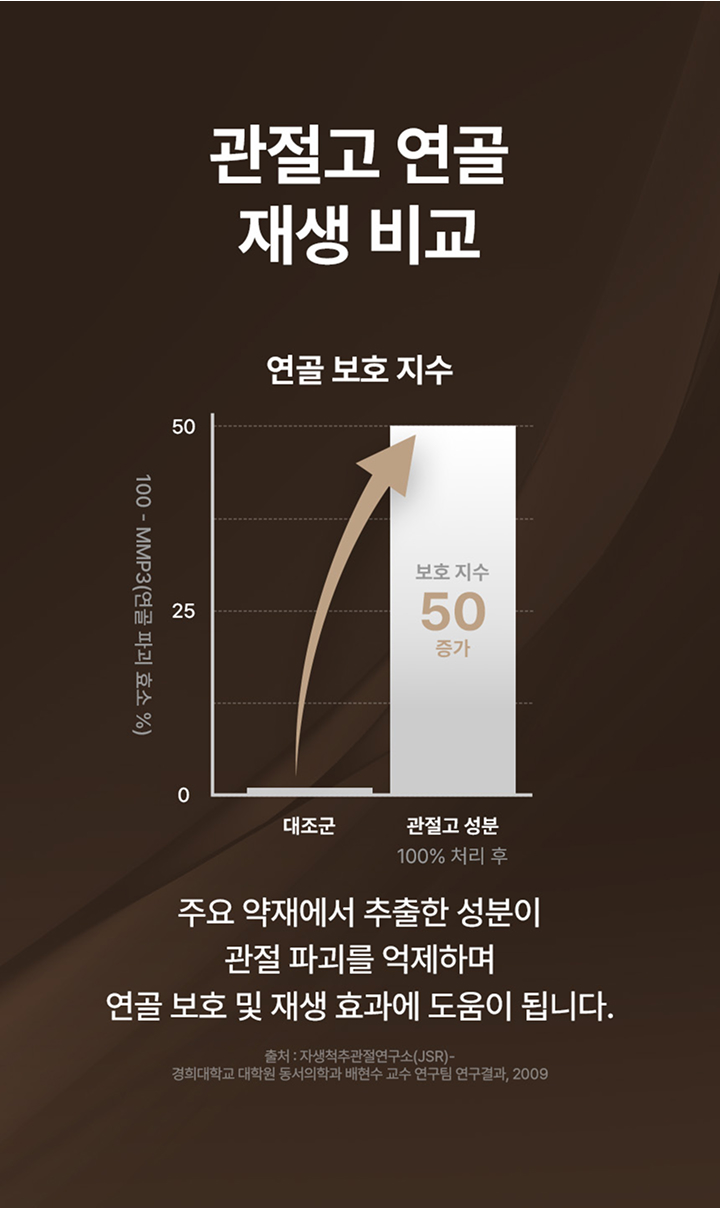 관절고 연골
재생 비교
연골 보호 지수
50
25
0
100 - MMP3(연골 파괴 효소 %)
보호 지수
50
증가
대조군
관절고 성분
100% 처리 후
주요 약재에서 추출한 성분이
관절 파괴를 억제하며
연골 보호 및 재생 효과에 도움이 됩니다.
출처 : 자생척추관절연구소(JSR)-
경희대학교 대학원 동서의학과 배현수 교수 연구팀 연구결과, 2009